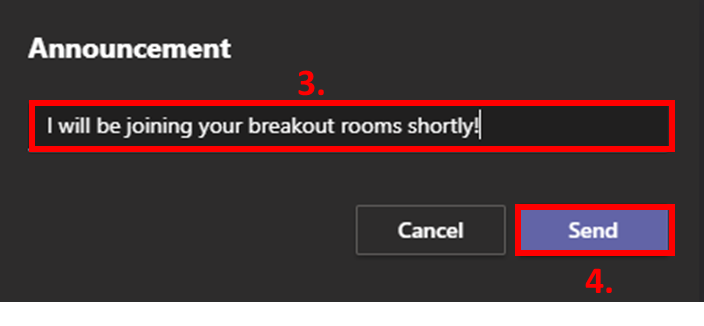 Announcement
3.
I will be joining your breakout rooms shortly!
Cancel Send
4.